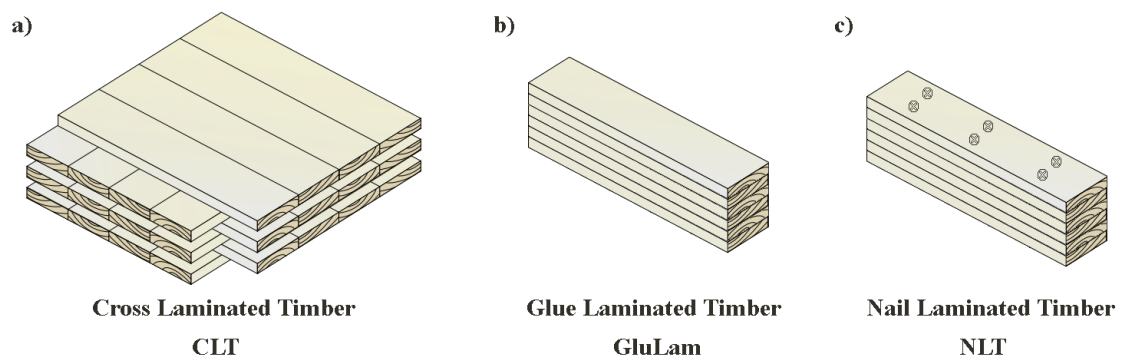 a)
b)
c)
Cross Laminated Timber
CLT
Glue Laminated Timber
GluLam
Nail Laminated Timber
NLT